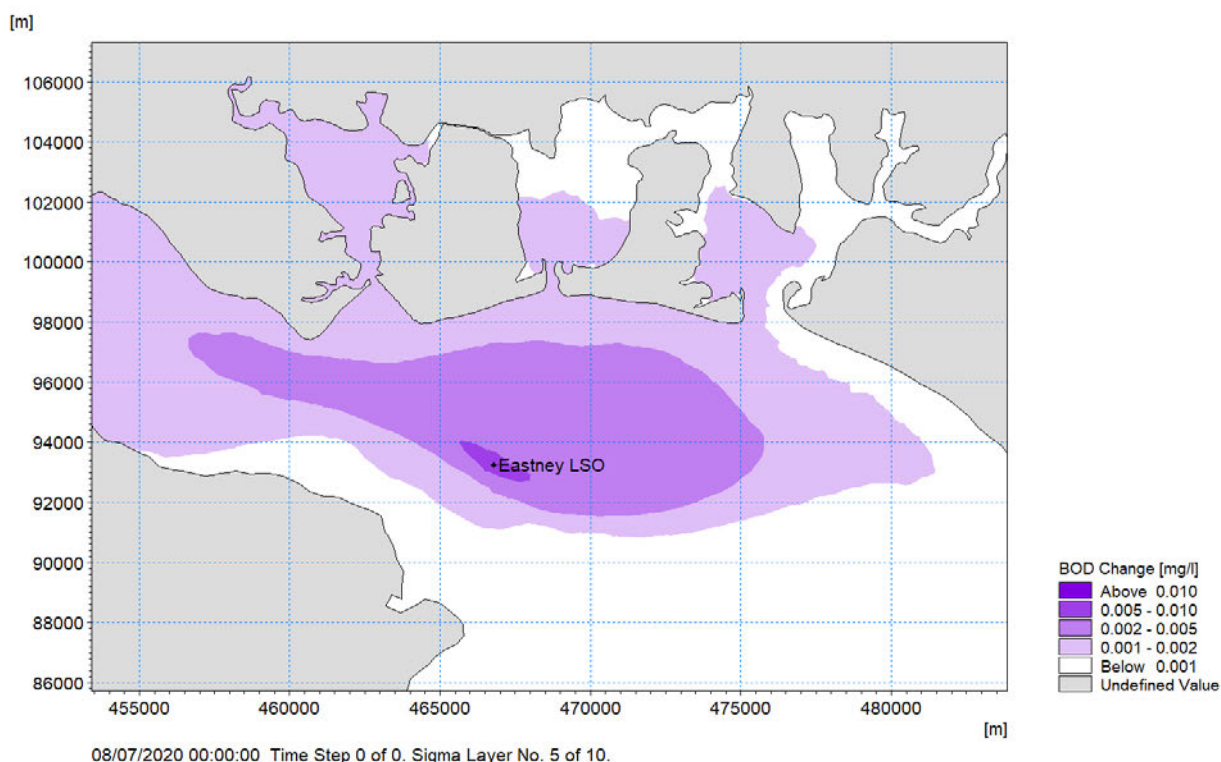 [m]
106000
104000
102000
100000
98000
96000
94000
92000
90000
88000
86000
Eastney LSO
455000 460000 465000 470000 475000 480000
[m]
BOD Change [mg/l]
Above 0.010
0.005 - 0.010
0.002 - 0.005
0.001 - 0.002
Below 0.001
Undefined Value
08/07/2020 00:00:00 Time Step 0 of 0. Sigma Layer No. 5 of 10.